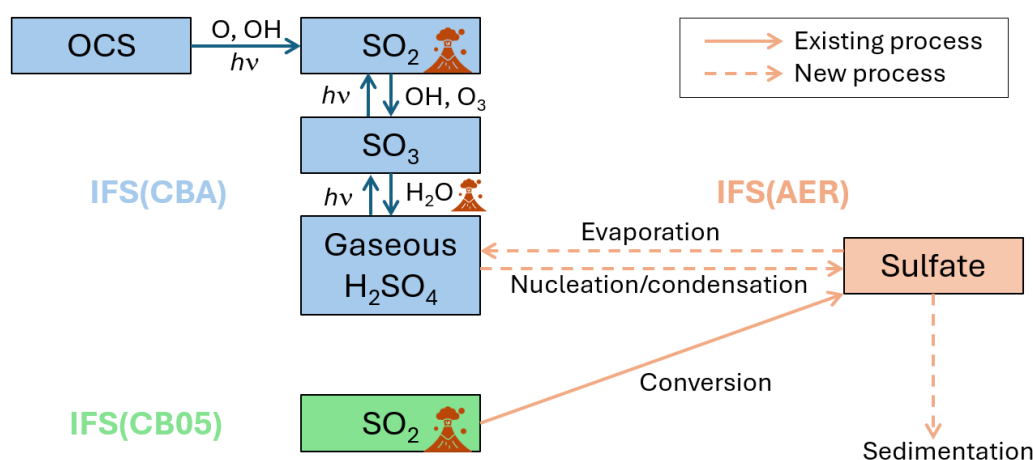 OCS
O, OH
hν
SO₂
Existing process
New process
hν
OH, O₃
SO₃
IFS(CBA)
hν
H₂O
IFS(AER)
Gaseous
H₂SO₄
Evaporation
Nucleation/condensation
Sulfate
Conversion
IFS(CB05)
SO₂
Sedimentation